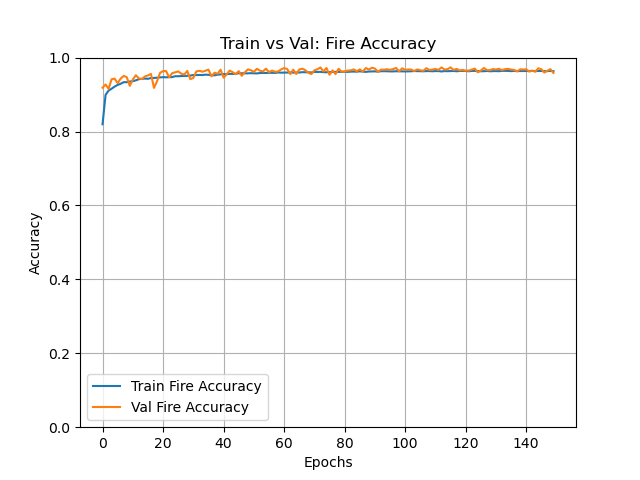 Train vs Val: Fire Accuracy
1.0
0.8
0.6
0.4
0.2
0.0
Accuracy
Train Fire Accuracy
Val Fire Accuracy
0 20 40 60 80 100 120 140
Epochs